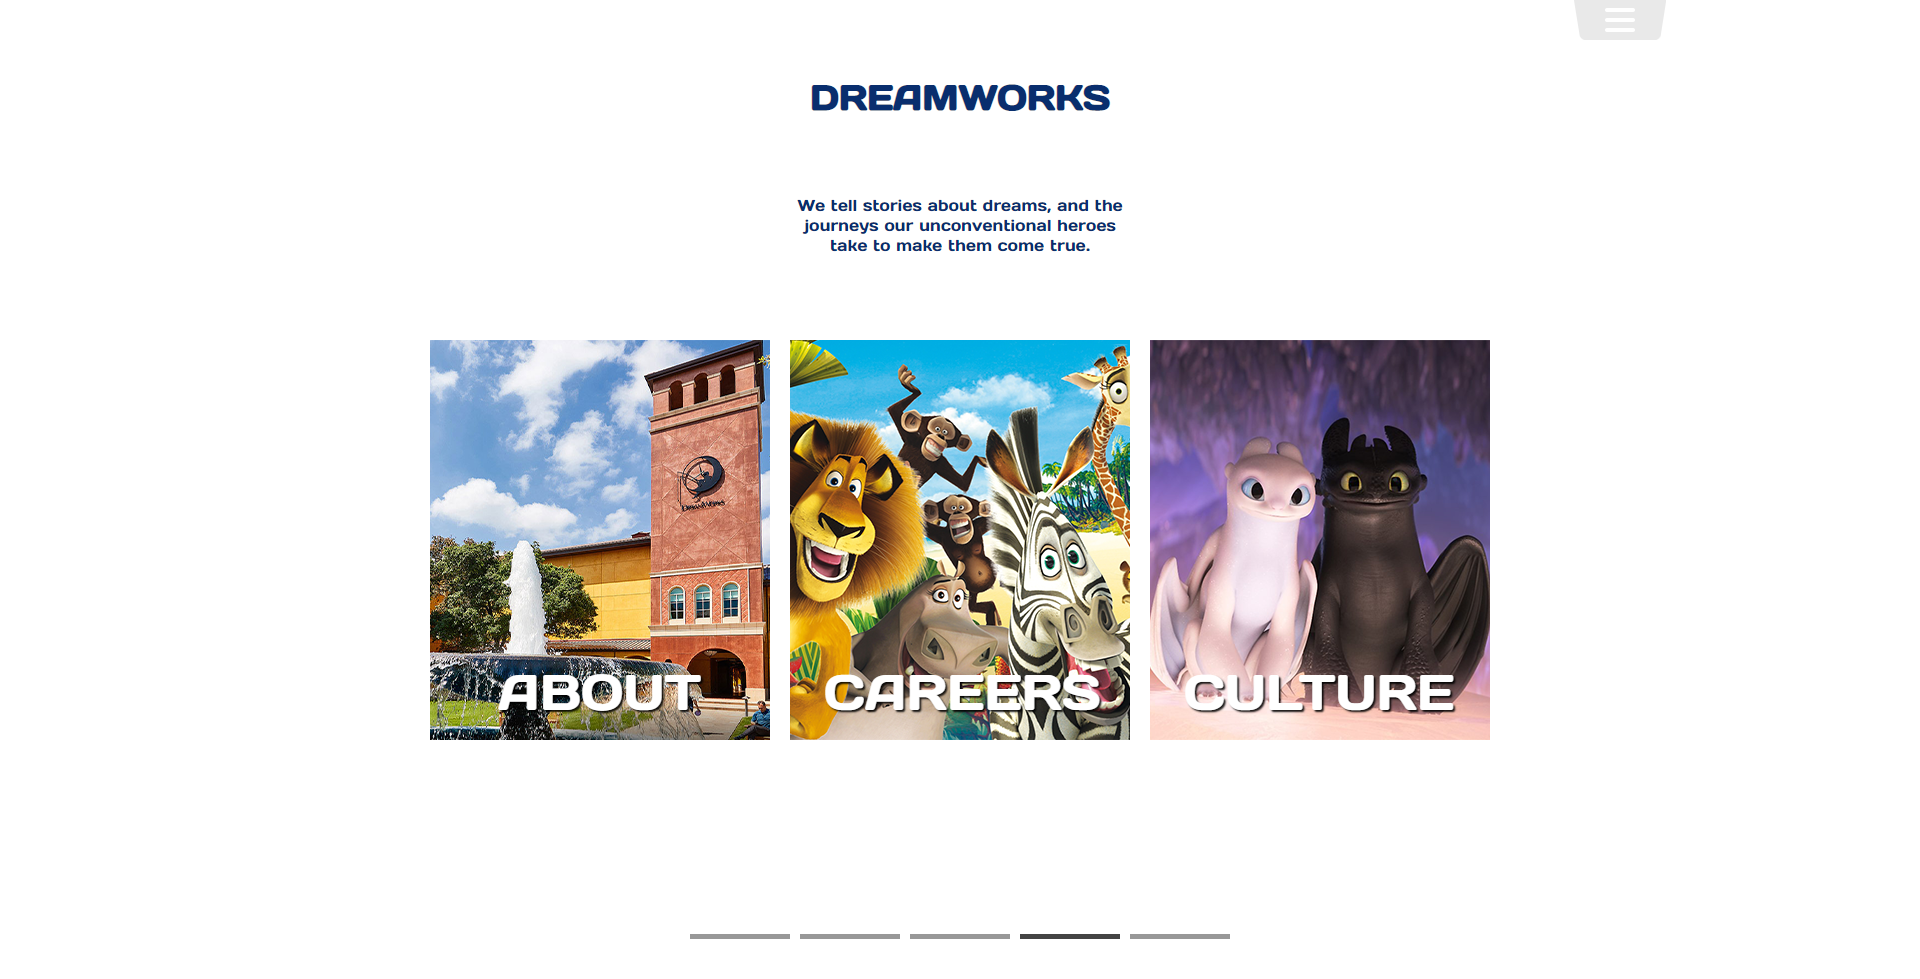 DREAMWORKS
We tell stories about dreams, and the
journeys our unconventional heroes
take to make them come true.
DREAMWORKS
ABOUT
CAREERS
CULTURE